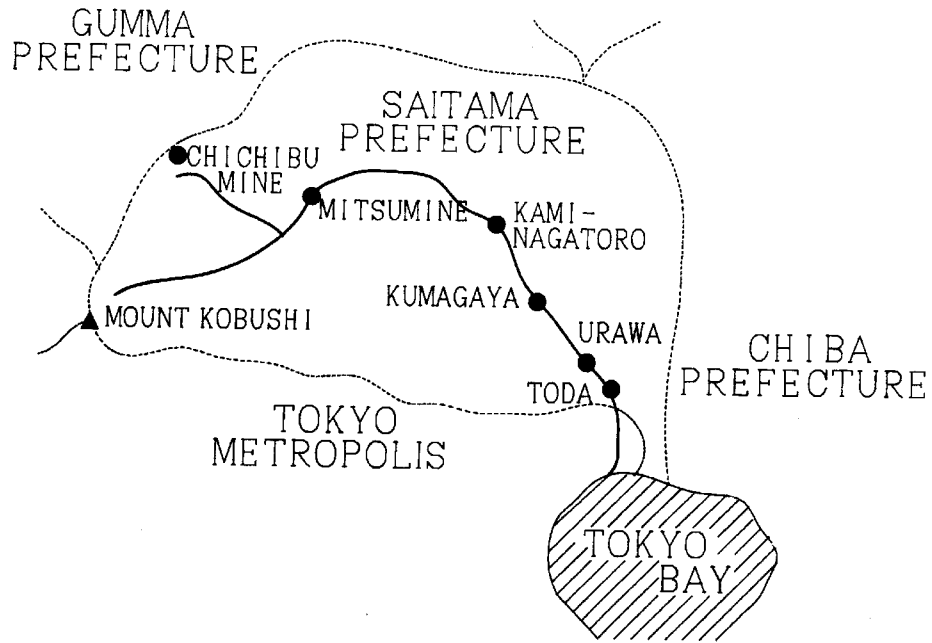 GUMMA
PREFECTURE
SAITAMA
PREFECTURE
CHICHIBU
MINE
MITSUMINE
KAMI-
NAGATORO
KUMAGAYA
MOUNT KOBUSHI
URAWA
CHIBA
PREFECTURE
TODA
TOKYO
METROPOLIS
TOKYO
BAY